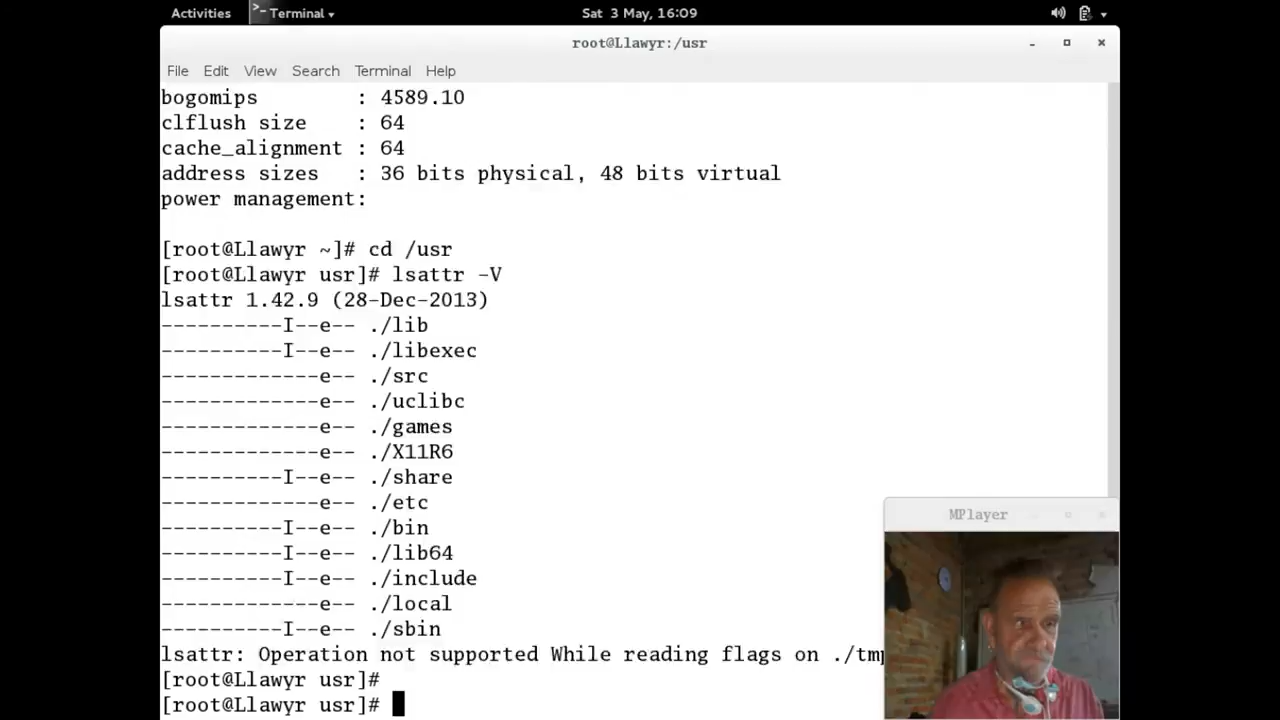 Activities >_ Terminal Sat 3 May, 16:09
root@Llawyr:/usr
File Edit View Search Terminal Help
bogomips : 4589.10
clflush size : 64
cache_alignment : 64
address sizes : 36 bits physical, 48 bits virtual
power management:
[root@Llawyr ~]# cd /usr
[root@Llawyr usr]# lsattr -V
lsattr 1.42.9 (28-Dec-2013)
----------I--e-- ./lib
----------I--e-- ./libexec
-------------e-- ./src
-------------e-- ./uclibc
-------------e-- ./games
-------------e-- ./X11R6
----------I--e-- ./share
-------------e-- ./etc
----------I--e-- ./bin
----------I--e-- ./lib64
----------I--e-- ./include
-------------e-- ./local
----------I--e-- ./sbin
lsattr: Operation not supported While reading flags on ./tmp
[root@Llawyr usr]#
[root@Llawyr usr]#
MPlayer